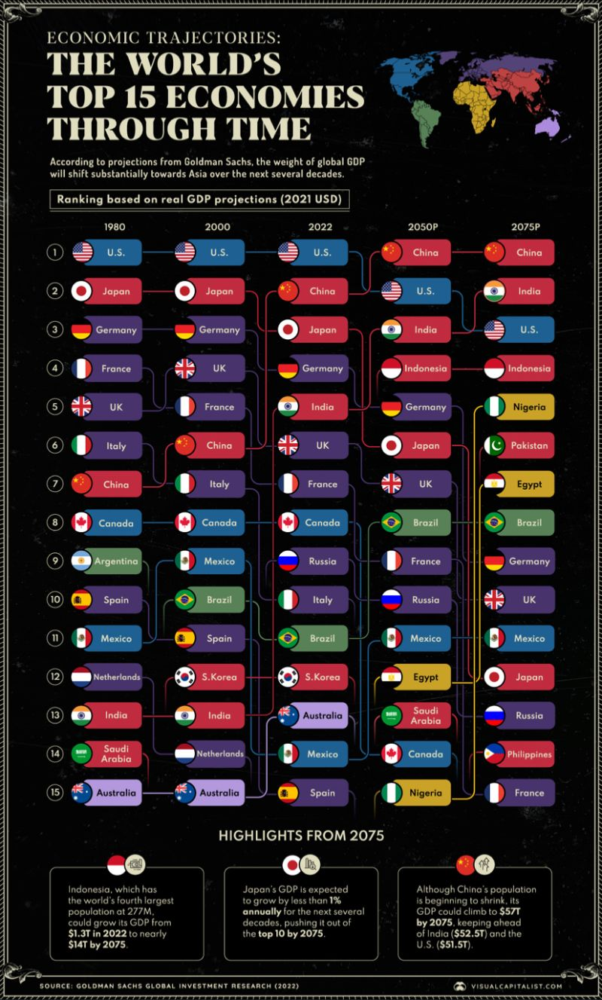 ECONOMIC TRAJECTORIES:
THE WORLD'S
TOP 15 ECONOMIES
THROUGH TIME
According to projections from Goldman Sachs, the weight of global GDP
will shift substantially towards Asia over the next several decades.
Ranking based on real GDP projections (2021 USD)
1980 2000 2022 2050P 2075P
1 U.S. U.S. U.S. China China
2 Japan Japan China U.S. India
3 Germany Germany Japan India U.S.
4 France UK Germany Indonesia Indonesia
5 UK France India Germany Nigeria
6 Italy China UK Japan Pakistan
7 China Italy France UK Egypt
8 Canada Canada Canada Brazil Brazil
9 Argentina Mexico Russia France Germany
10 Spain Brazil Italy Russia UK
11 Mexico Spain Brazil Mexico Mexico
12 Netherlands S.Korea S.Korea Egypt Japan
13 India India Australia Saudi Arabia Russia
14 Saudi Arabia Netherlands Mexico Canada Philippines
15 Australia Australia Spain Nigeria France
HIGHLIGHTS FROM 2075
Indonesia, which has
the world's fourth largest
population at 277M,
could grow its GDP from
$1.3T in 2022 to nearly
$14T by 2075.
Japan's GDP is expected
to grow by less than 1%
annually for the next several
decades, pushing it out of
the top 10 by 2075.
Although China's population
is beginning to shrink, its
GDP could climb to $57T
by 2075, keeping ahead
of India ($52.5T) and the
U.S. ($51.5T).
SOURCE: GOLDMAN SACHS GLOBAL INVESTMENT RESEARCH (2022)
VISUALCAPITALIST.COM